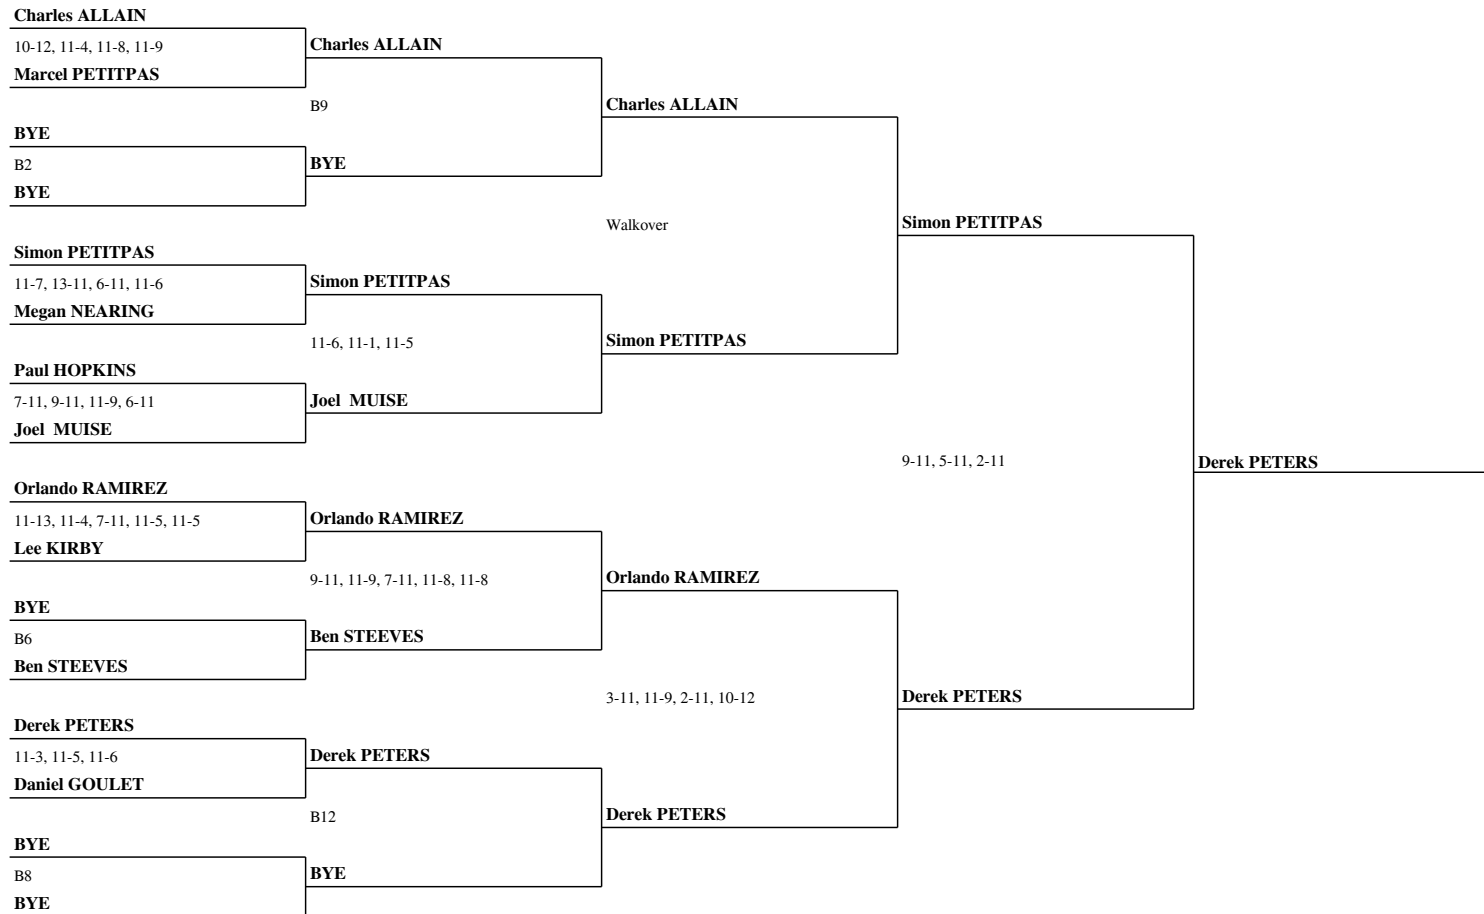 Charles ALLAIN
10-12, 11-4, 11-8, 11-9
Marcel PETITPAS
BYE
B2
BYE
Simon PETITPAS
11-7, 13-11, 6-11, 11-6
Megan NEARING
Paul HOPKINS
7-11, 9-11, 11-9, 6-11
Joel MUISE
Orlando RAMIREZ
11-13, 11-4, 7-11, 11-5, 11-5
Lee KIRBY
BYE
B6
Ben STEEVES
Derek PETERS
11-3, 11-5, 11-6
Daniel GOULET
BYE
B8
BYE
Charles ALLAIN
B9
BYE
Simon PETITPAS
11-6, 11-1, 11-5
Joel MUISE
Orlando RAMIREZ
9-11, 11-9, 7-11, 11-8, 11-8
Ben STEEVES
Derek PETERS
B12
BYE
Charles ALLAIN
Walkover
Simon PETITPAS
Orlando RAMIREZ
3-11, 11-9, 2-11, 10-12
Derek PETERS
Simon PETITPAS
9-11, 5-11, 2-11
Derek PETERS
Derek PETERS